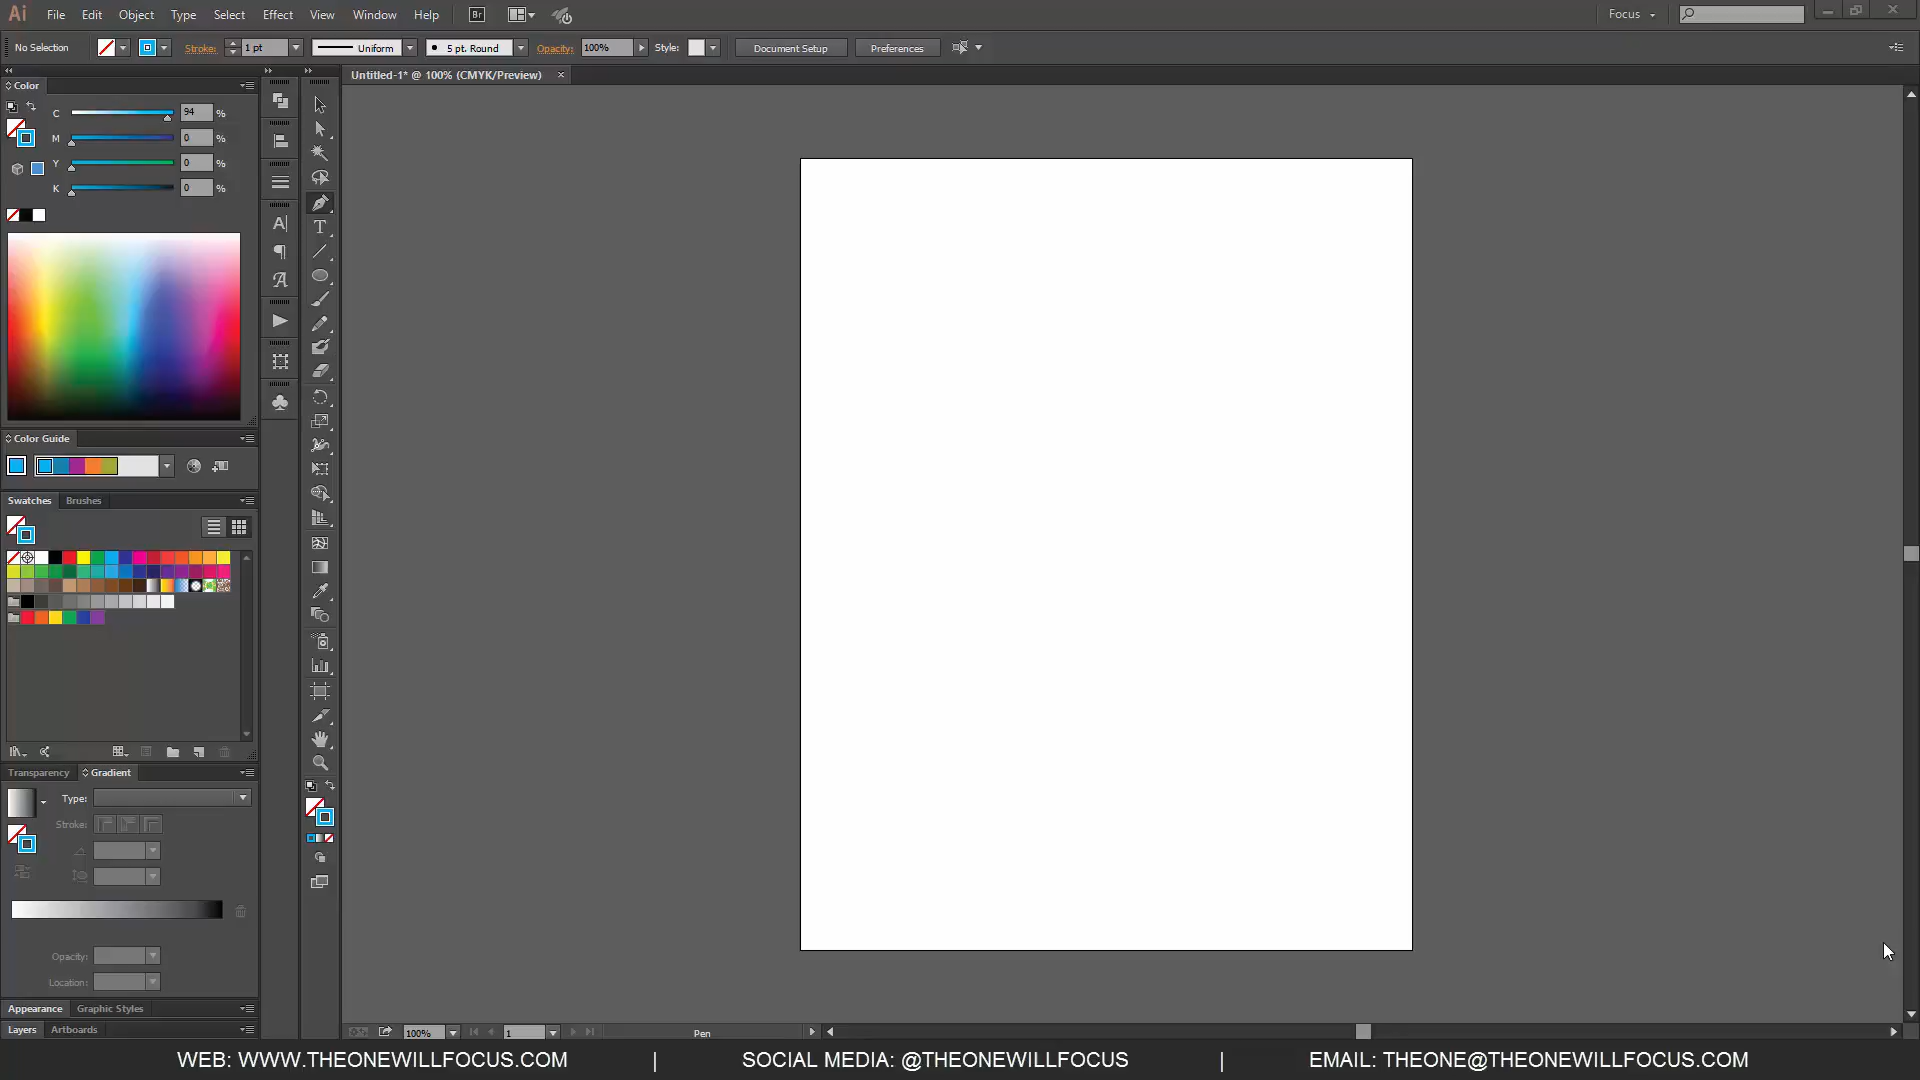 Ai File Edit Object Type Select Effect View Window Help Br Focus
No Selection Stroke: 1 pt Uniform 5 pt. Round Opacity: 100% Style: Document Setup Preferences
Untitled-1* @ 100% (CMYK/Preview)
Color
C 94 %
M 0 %
Y 0 %
K 0 %
Color Guide
Swatches Brushes
Transparency Gradient
Type:
Stroke:
Opacity:
Location:
Appearance Graphic Styles
Layers Artboards
100% 1 Pen
WEB: WWW.THEONEWILLFOCUS.COM | SOCIAL MEDIA: @THEONEWILLFOCUS | EMAIL: THEONE@THEONEWILLFOCUS.COM